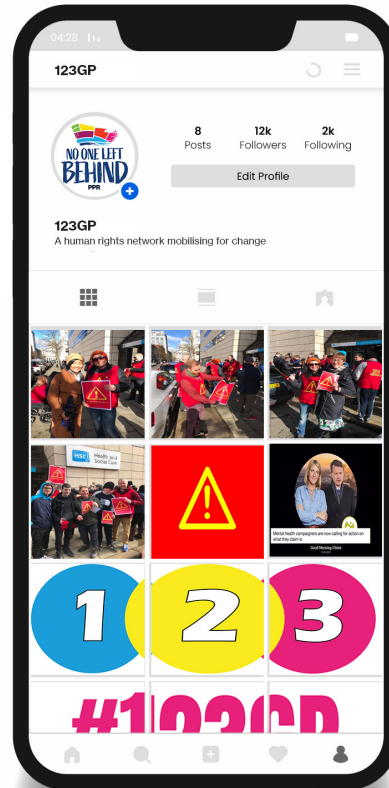 04:28
123GP
NO ONE LEFT
BEHIND
PPR
8
Posts
12k
Followers
2k
Following
Edit Profile
123GP
A human rights network mobilising for change
HSC Health and
Social Care
Mental health campaigners are now calling for action on
what they claim is
Good Morning Ulster
1 2 3
#123GP